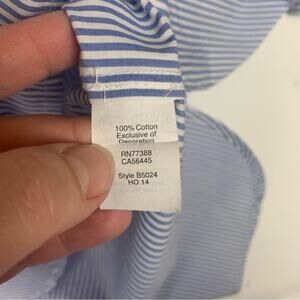 100% Cotton
Exclusive of
Decoration
RN77388
CA56445
Style B5024
HO 14